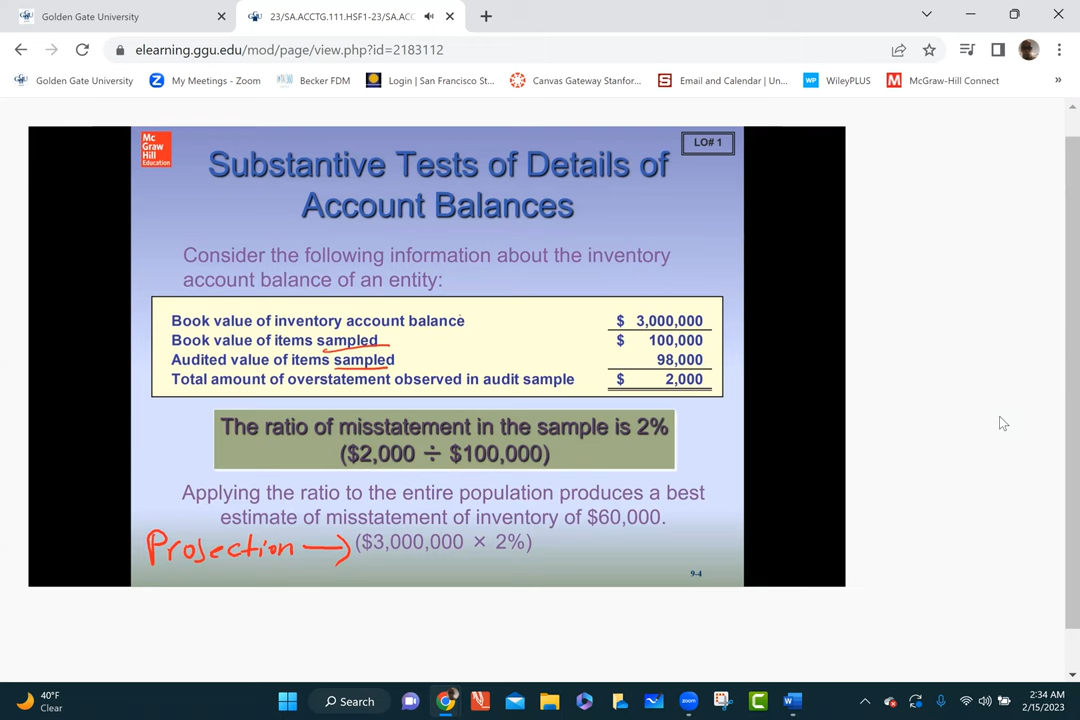 Golden Gate University
23/SA.ACCTG.111.HSF1-23/SA.ACC
elearning.ggu.edu/mod/page/view.php?id=2183112
Golden Gate University
My Meetings - Zoom
Becker FDM
Login | San Francisco St...
Canvas Gateway Stanfor...
Email and Calendar | Un...
WileyPLUS
McGraw-Hill Connect
»
Mc
Graw
Hill
Education
LO# 1
Substantive Tests of Details of
Account Balances
Consider the following information about the inventory
account balance of an entity:
Book value of inventory account balance $ 3,000,000
Book value of items sampled $ 100,000
Audited value of items sampled 98,000
Total amount of overstatement observed in audit sample $ 2,000
The ratio of misstatement in the sample is 2%
($2,000 ÷ $100,000)
Applying the ratio to the entire population produces a best
estimate of misstatement of inventory of $60,000.
Projection → ($3,000,000 × 2%)
9-4
40°F
Clear
Search
2:34 AM
2/15/2023